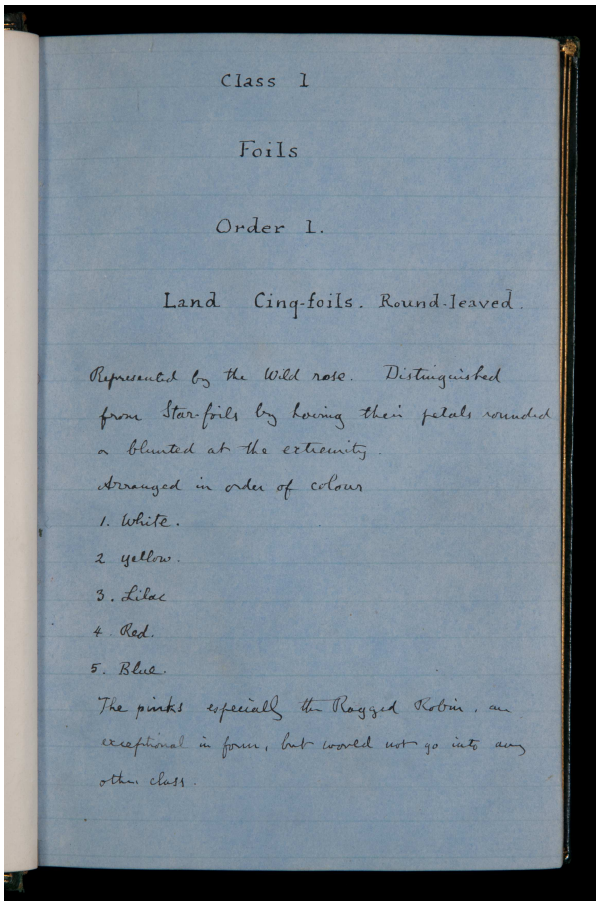 Class 1
Foils
Order 1.
Land Cinq-foils. Round-leaved.
Represented by the Wild rose. Distinguished
from Star-foils by having their petals rounded
or blunted at the extremity.
Arranged in order of colour
1. White.
2 yellow.
3. Lilac
4 Red.
5. Blue.
The pinks especially the Ragged Robin, are
exceptional in form, but would not go into any
other class.